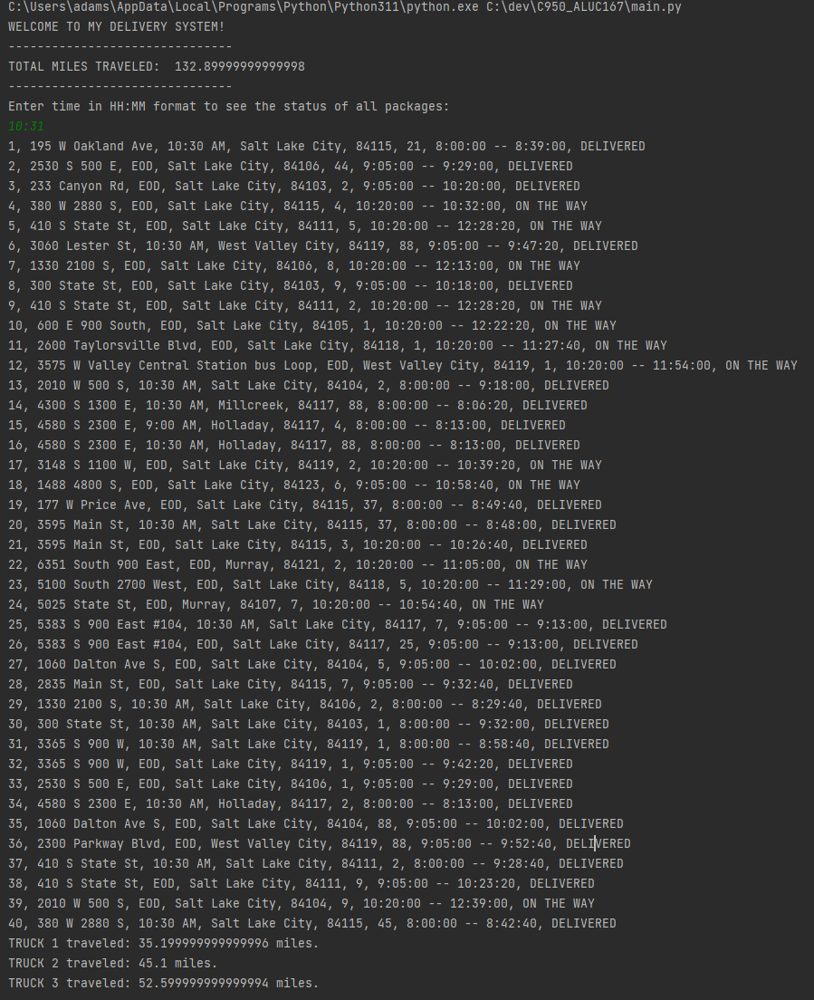 C:\Users\adams\AppData\Local\Programs\Python\Python311\python.exe C:\dev\C950_ALUC167\main.py
WELCOME TO MY DELIVERY SYSTEM!
-------------------------------
TOTAL MILES TRAVELED:  132.89999999999998
-------------------------------
Enter time in HH:MM format to see the status of all packages:
10:31
1, 195 W Oakland Ave, 10:30 AM, Salt Lake City, 84115, 21, 8:00:00 -- 8:39:00, DELIVERED
2, 2530 S 500 E, EOD, Salt Lake City, 84106, 44, 9:05:00 -- 9:29:00, DELIVERED
3, 233 Canyon Rd, EOD, Salt Lake City, 84103, 2, 9:05:00 -- 10:20:00, DELIVERED
4, 380 W 2880 S, EOD, Salt Lake City, 84115, 4, 10:20:00 -- 10:32:00, ON THE WAY
5, 410 S State St, EOD, Salt Lake City, 84111, 5, 10:20:00 -- 12:28:20, ON THE WAY
6, 3060 Lester St, 10:30 AM, West Valley City, 84119, 88, 9:05:00 -- 9:47:20, DELIVERED
7, 1330 2100 S, EOD, Salt Lake City, 84106, 8, 10:20:00 -- 12:13:00, ON THE WAY
8, 300 State St, EOD, Salt Lake City, 84103, 9, 9:05:00 -- 10:18:00, DELIVERED
9, 410 S State St, EOD, Salt Lake City, 84111, 2, 10:20:00 -- 12:28:20, ON THE WAY
10, 600 E 900 South, EOD, Salt Lake City, 84105, 1, 10:20:00 -- 12:22:20, ON THE WAY
11, 2600 Taylorsville Blvd, EOD, Salt Lake City, 84118, 1, 10:20:00 -- 11:27:40, ON THE WAY
12, 3575 W Valley Central Station bus Loop, EOD, West Valley City, 84119, 1, 10:20:00 -- 11:54:00, ON THE WAY
13, 2010 W 500 S, 10:30 AM, Salt Lake City, 84104, 2, 8:00:00 -- 9:18:00, DELIVERED
14, 4300 S 1300 E, 10:30 AM, Millcreek, 84117, 88, 8:00:00 -- 8:06:20, DELIVERED
15, 4580 S 2300 E, 9:00 AM, Holladay, 84117, 4, 8:00:00 -- 8:13:00, DELIVERED
16, 4580 S 2300 E, 10:30 AM, Holladay, 84117, 88, 8:00:00 -- 8:13:00, DELIVERED
17, 3148 S 1100 W, EOD, Salt Lake City, 84119, 2, 10:20:00 -- 10:39:20, ON THE WAY
18, 1488 4800 S, EOD, Salt Lake City, 84123, 6, 9:05:00 -- 10:58:40, ON THE WAY
19, 177 W Price Ave, EOD, Salt Lake City, 84115, 37, 8:00:00 -- 8:49:40, DELIVERED
20, 3595 Main St, 10:30 AM, Salt Lake City, 84115, 37, 8:00:00 -- 8:48:00, DELIVERED
21, 3595 Main St, EOD, Salt Lake City, 84115, 3, 10:20:00 -- 10:26:40, DELIVERED
22, 6351 South 900 East, EOD, Murray, 84121, 2, 10:20:00 -- 11:05:00, ON THE WAY
23, 5100 South 2700 West, EOD, Salt Lake City, 84118, 5, 10:20:00 -- 11:29:00, ON THE WAY
24, 5025 State St, EOD, Murray, 84107, 7, 10:20:00 -- 10:54:40, ON THE WAY
25, 5383 S 900 East #104, 10:30 AM, Salt Lake City, 84117, 7, 9:05:00 -- 9:13:00, DELIVERED
26, 5383 S 900 East #104, EOD, Salt Lake City, 84117, 25, 9:05:00 -- 9:13:00, DELIVERED
27, 1060 Dalton Ave S, EOD, Salt Lake City, 84104, 5, 9:05:00 -- 10:02:00, DELIVERED
28, 2835 Main St, EOD, Salt Lake City, 84115, 7, 9:05:00 -- 9:32:40, DELIVERED
29, 1330 2100 S, 10:30 AM, Salt Lake City, 84106, 2, 8:00:00 -- 8:29:40, DELIVERED
30, 300 State St, 10:30 AM, Salt Lake City, 84103, 1, 8:00:00 -- 9:32:00, DELIVERED
31, 3365 S 900 W, 10:30 AM, Salt Lake City, 84119, 1, 8:00:00 -- 8:58:40, DELIVERED
32, 3365 S 900 W, EOD, Salt Lake City, 84119, 1, 9:05:00 -- 9:42:20, DELIVERED
33, 2530 S 500 E, EOD, Salt Lake City, 84106, 1, 9:05:00 -- 9:29:00, DELIVERED
34, 4580 S 2300 E, 10:30 AM, Holladay, 84117, 2, 8:00:00 -- 8:13:00, DELIVERED
35, 1060 Dalton Ave S, EOD, Salt Lake City, 84104, 88, 9:05:00 -- 10:02:00, DELIVERED
36, 2300 Parkway Blvd, EOD, West Valley City, 84119, 88, 9:05:00 -- 9:52:40, DELIVERED
37, 410 S State St, 10:30 AM, Salt Lake City, 84111, 2, 8:00:00 -- 9:28:40, DELIVERED
38, 410 S State St, EOD, Salt Lake City, 84111, 9, 9:05:00 -- 10:23:20, DELIVERED
39, 2010 W 500 S, EOD, Salt Lake City, 84104, 9, 10:20:00 -- 12:39:00, ON THE WAY
40, 380 W 2880 S, 10:30 AM, Salt Lake City, 84115, 45, 8:00:00 -- 8:42:40, DELIVERED
TRUCK 1 traveled: 35.199999999999996 miles.
TRUCK 2 traveled: 45.1 miles.
TRUCK 3 traveled: 52.599999999999994 miles.